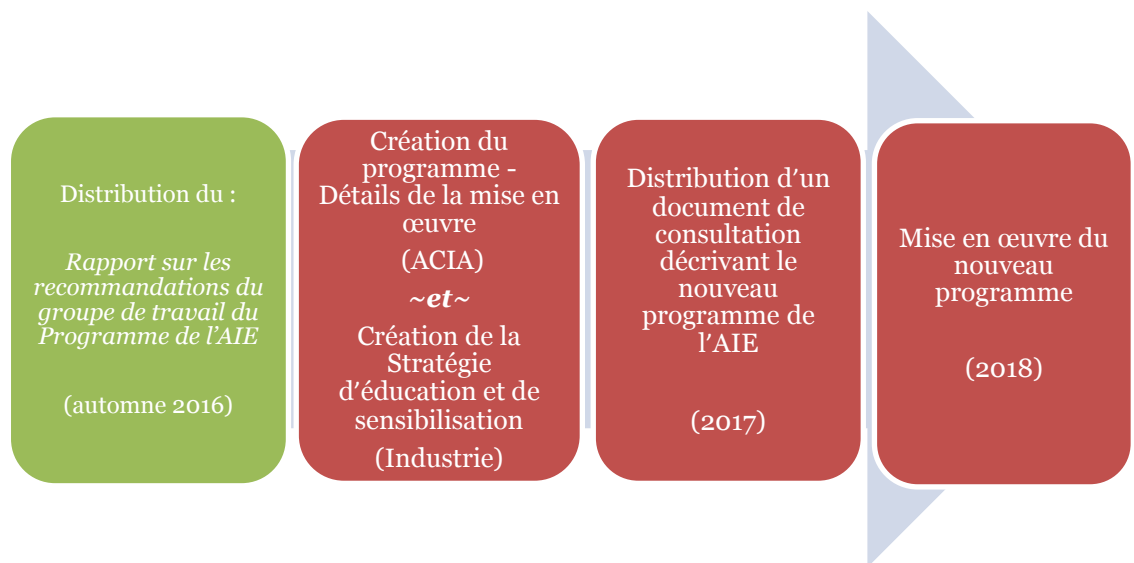 Distribution du :
Rapport sur les
recommandations du
groupe de travail du
Programme de l'AIE
(automne 2016)
Création du
programme -
Détails de la mise en
œuvre
(ACIA)
~et~
Création de la
Stratégie
d'éducation et de
sensibilisation
(Industrie)
Distribution d'un
document de
consultation
décrivant le
nouveau
programme de
l'AIE
(2017)
Mise en œuvre du
nouveau
programme
(2018)